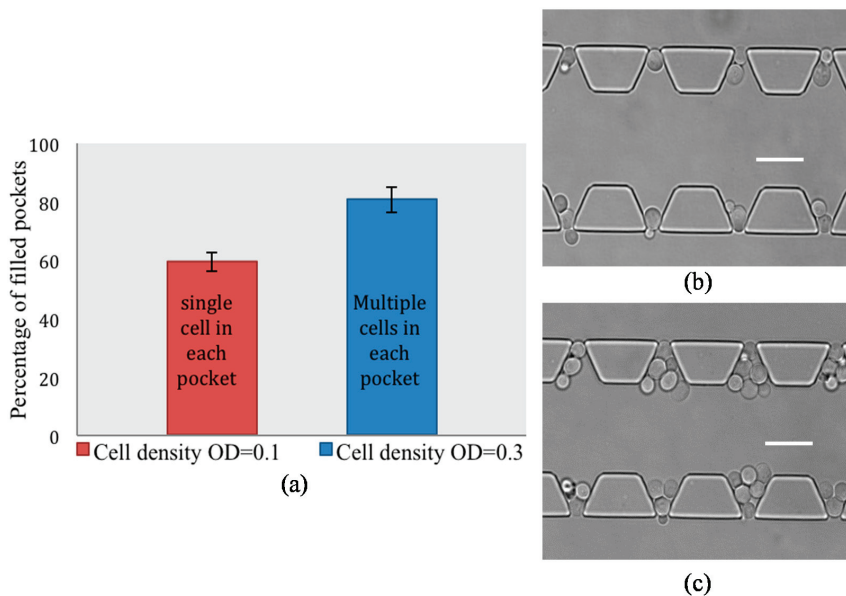 Percentage of filled pockets
100
80
60
40
20
0
single
cell in
each
pocket
Multiple
cells in
each
pocket
Cell density OD=0.1
Cell density OD=0.3
(a)
(b)
(c)